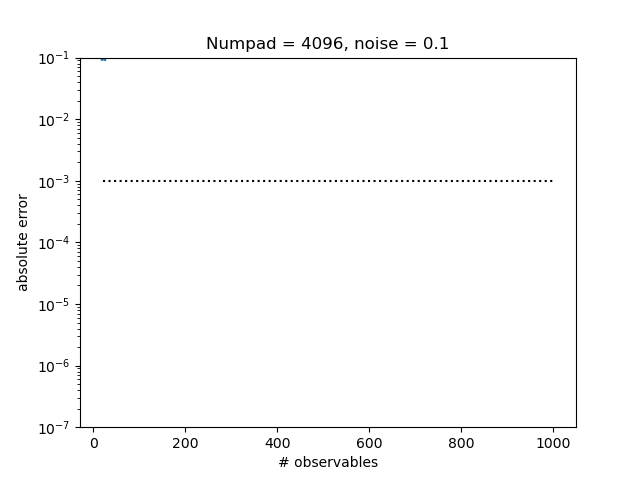 Numpad = 4096, noise = 0.1
10⁻¹
10⁻²
10⁻³
10⁻⁴
10⁻⁵
10⁻⁶
10⁻⁷
absolute error
0 200 400 600 800 1000
# observables